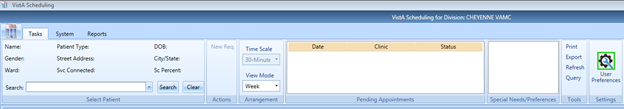 VistA Scheduling
VistA Scheduling for Division: CHEYENNE VAMC
Tasks System Reports
Name: Patient Type: DOB:
Gender: Street Address: City/State:
Ward: Svc Connected: Sc Percent:
Search: Search Clear
Select Patient
New Req.
Actions
Time Scale
30-Minute
View Mode
Week
Arrangement
Date Clinic Status
Pending Appointments
Special Needs/Preferences
Print
Export
Refresh
Query
Tools
User
Preferences
Settings